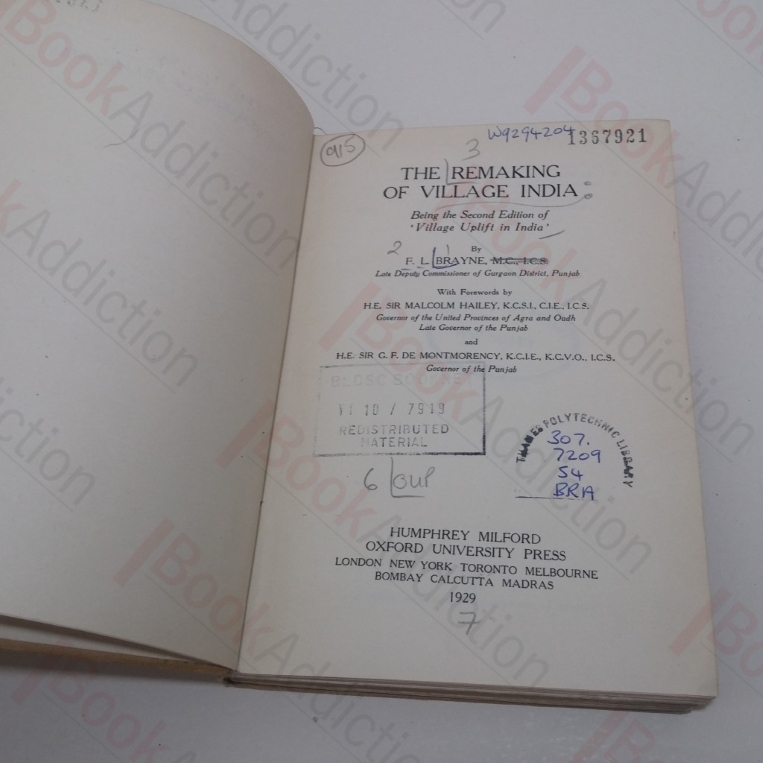 W9294204 1367921
915
3
THE REMAKING
OF VILLAGE INDIA:
Being the Second Edition of
'Village Uplift in India'
By
2
F. L. BRAYNE, M.C., I.C.S.
Late Deputy Commissioner of Gurgaon District, Punjab
With Forewords by
H.E. SIR MALCOLM HAILEY, K.C.S.I., C.I.E., I.C.S.
Governor of the United Provinces of Agra and Oudh
Late Governor of the Punjab
and
H.E. SIR G. F. DE MONTMORENCY, K.C.I.E., K.C.V.O., I.C.S.
Governor of the Punjab
11 10 / 7919
REDISTRIBUTED
MATERIAL
THAMES POLYTECHNIC LIBRARY
307.
7209
54
BRA
6 OUP
HUMPHREY MILFORD
OXFORD UNIVERSITY PRESS
LONDON NEW YORK TORONTO MELBOURNE
BOMBAY CALCUTTA MADRAS
1929
7
BookAddiction